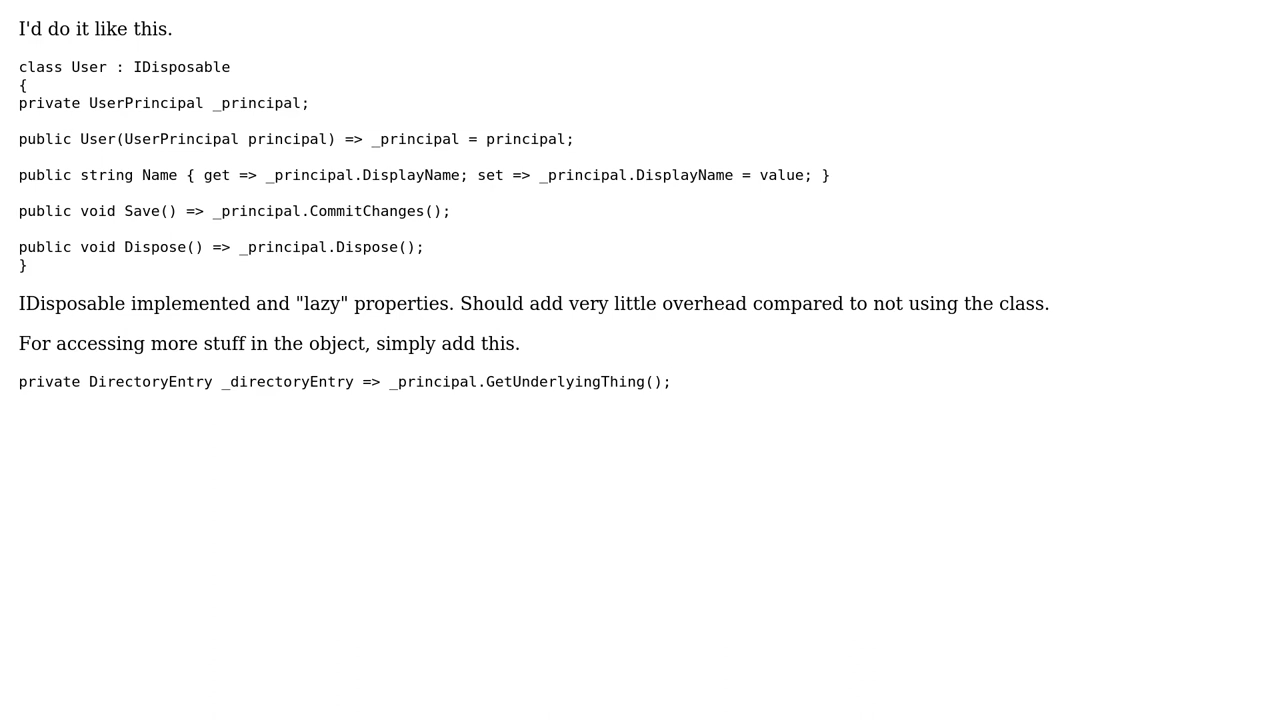 I'd do it like this.
class User : IDisposable
{
private UserPrincipal _principal;
public User(UserPrincipal principal) => _principal = principal;
public string Name { get => _principal.DisplayName; set => _principal.DisplayName = value; }
public void Save() => _principal.CommitChanges();
public void Dispose() => _principal.Dispose();
}
IDisposable implemented and "lazy" properties. Should add very little overhead compared to not using the class.
For accessing more stuff in the object, simply add this.
private DirectoryEntry _directoryEntry => _principal.GetUnderlyingThing();